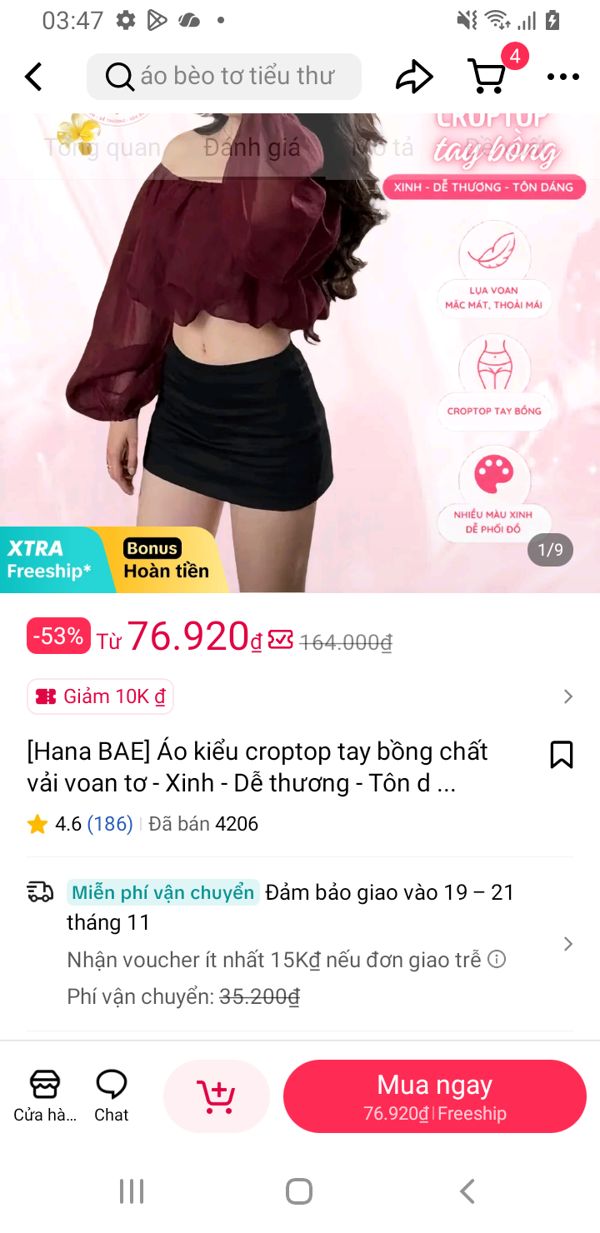 03:47
áo bèo tơ tiểu thư
4
Tổng quan
Đánh giá
Mô tả
CROPTOP
tay bồng
XINH - DỄ THƯƠNG - TÔN DÁNG
LỤA VOAN
MẶC MÁT, THOẢI MÁI
CROPTOP TAY BỒNG
NHIỀU MÀU XINH
DỄ PHỐI ĐỒ
1/9
XTRA
Freeship*
Bonus
Hoàn tiền
-53% Từ 76.920₫ 164.000₫
Giảm 10K ₫
[Hana BAE] Áo kiểu croptop tay bồng chất
vải voan tơ - Xinh - Dễ thương - Tôn d ...
4.6 (186) Đã bán 4206
Miễn phí vận chuyển Đảm bảo giao vào 19 – 21
tháng 11
Nhận voucher ít nhất 15K₫ nếu đơn giao trễ
Phí vận chuyển: 35.200₫
Cửa hà...
Chat
Mua ngay
76.920₫ | Freeship